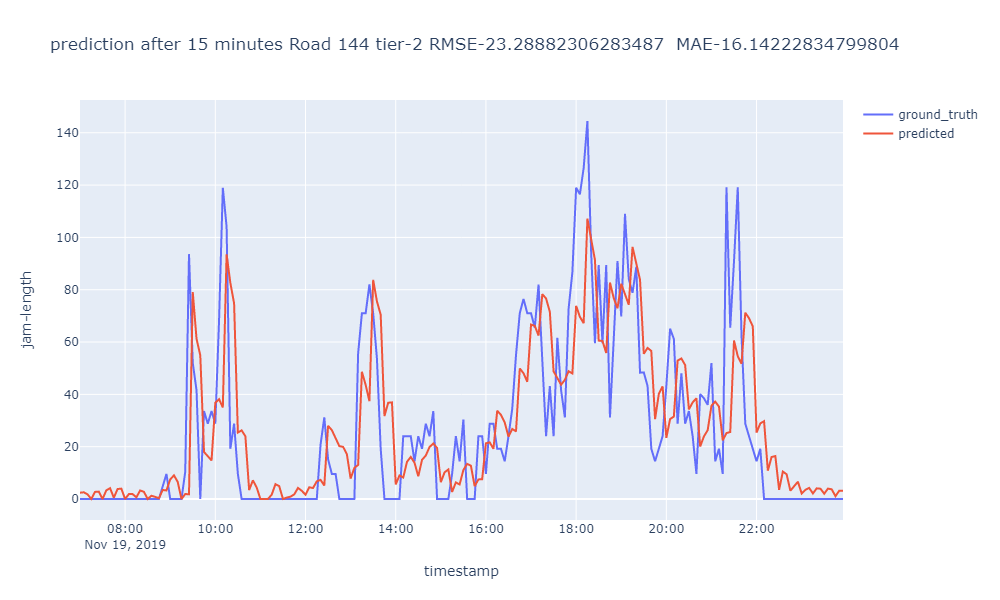 prediction after 15 minutes Road 144 tier-2 RMSE-23.28882306283487  MAE-16.14222834799804
ground_truth
predicted
jam-length
140
120
100
80
60
40
20
0
08:00 10:00 12:00 14:00 16:00 18:00 20:00 22:00
Nov 19, 2019
timestamp